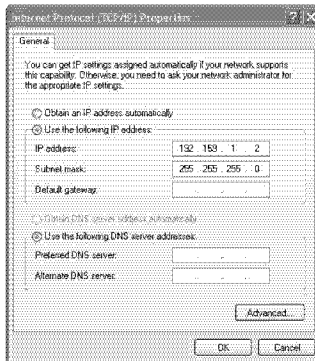 Internet Protocol (TCP/IP) Properties
General
You can get IP settings assigned automatically if your network supports
this capability. Otherwise, you need to ask your network administrator for
the appropriate IP settings.
Obtain an IP address automatically
Use the following IP address:
IP address: 192 . 159 . 1 . 2
Subnet mask: 255 . 255 . 255 . 0
Default gateway: . . .
Obtain DNS server address automatically
Use the following DNS server addresses:
Preferred DNS server: . . .
Alternate DNS server: . . .
Advanced...
OK Cancel